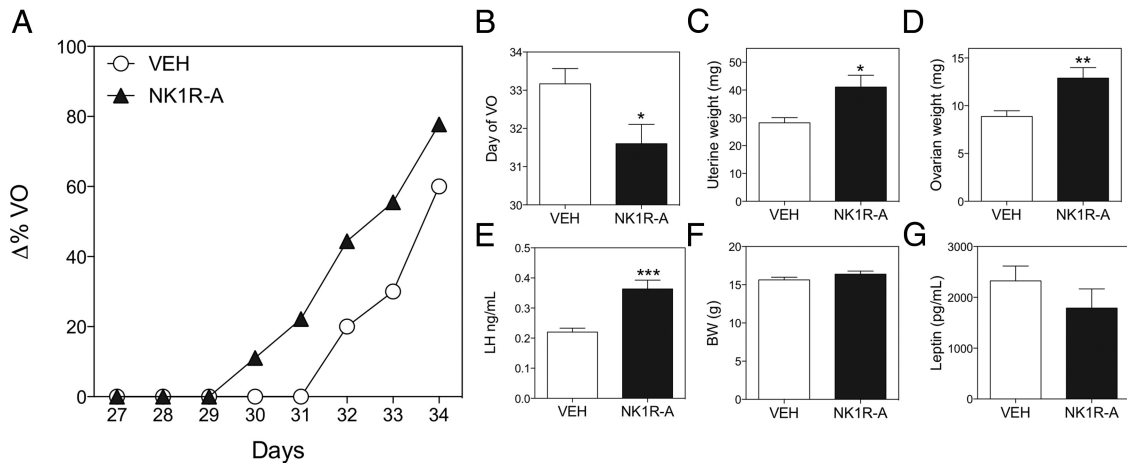 A
100
80
60
40
20
0
Δ% VO
VEH
NK1R-A
27 28 29 30 31 32 33 34
Days
B
34
33
32
31
30
Day of VO
*
VEH NK1R-A
C
50
40
30
20
10
0
Uterine weight (mg)
*
VEH NK1R-A
D
15
10
5
0
Ovarian weight (mg)
**
VEH NK1R-A
E
0.5
0.4
0.3
0.2
0.1
0.0
LH ng/mL
***
VEH NK1R-A
F
20
15
10
5
0
BW (g)
VEH NK1R-A
G
3000
2000
1000
0
Leptin (pg/mL)
VEH NK1R-A